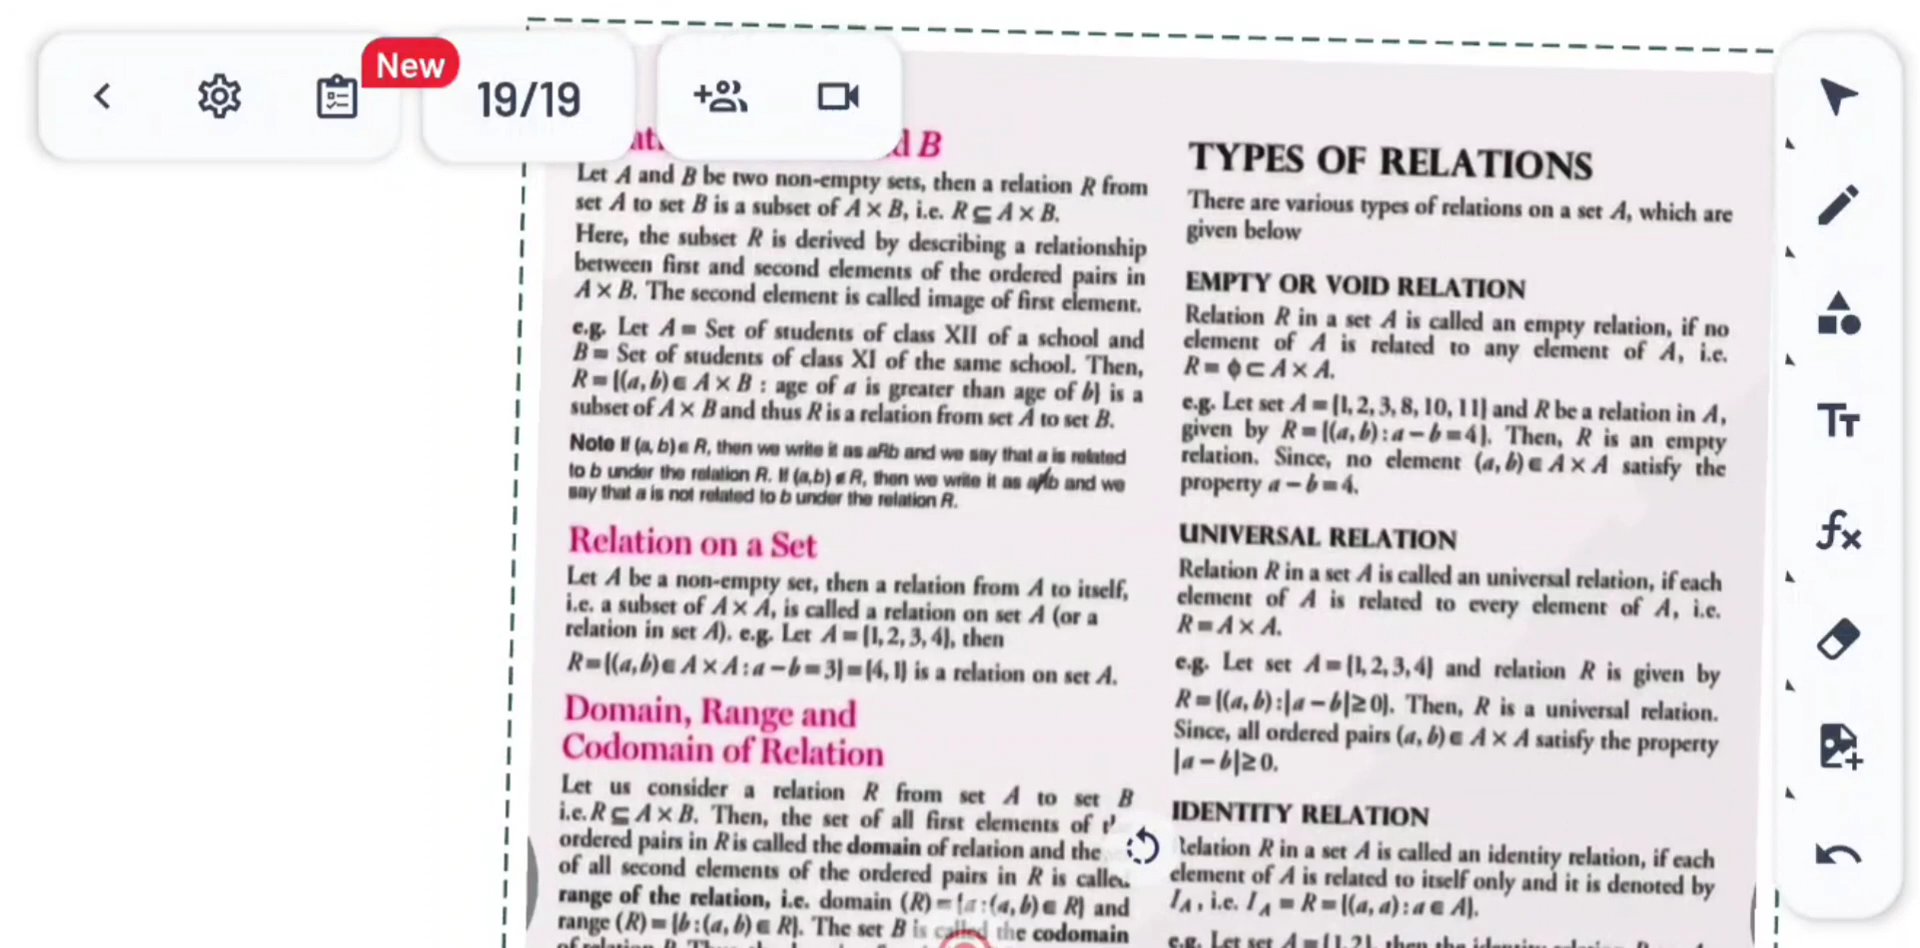 New
19/19
d B
Let A and B be two non-empty sets, then a relation R from
set A to set B is a subset of A × B, i.e. R ⊆ A × B.
Here, the subset R is derived by describing a relationship
between first and second elements of the ordered pairs in
A × B. The second element is called image of first element.
e.g. Let A = Set of students of class XII of a school and
B = Set of students of class XI of the same school. Then,
R = {(a, b) ∈ A × B : age of a is greater than age of b} is a
subset of A × B and thus R is a relation from set A to set B.
Note If (a, b) ∈ R, then we write it as aRb and we say that a is related
to b under the relation R. If (a,b) ∉ R, then we write it as aR̸b and we
say that a is not related to b under the relation R.
Relation on a Set
Let A be a non-empty set, then a relation from A to itself,
i.e. a subset of A × A, is called a relation on set A (or a
relation in set A). e.g. Let A = {1, 2, 3, 4}, then
R = {(a, b) ∈ A × A : a − b = 3} = {4, 1} is a relation on set A.
Domain, Range and
Codomain of Relation
Let us consider a relation R from set A to set B
i.e. R ⊆ A × B. Then, the set of all first elements of
ordered pairs in R is called the domain of relation and the
of all second elements of the ordered pairs in R is called
range of the relation, i.e. domain (R) = {a : (a, b) ∈ R} and
range (R) = {b : (a, b) ∈ R}. The set B is called the codomain
TYPES OF RELATIONS
There are various types of relations on a set A, which are
given below
EMPTY OR VOID RELATION
Relation R in a set A is called an empty relation, if no
element of A is related to any element of A, i.e.
R = ϕ ⊂ A × A.
e.g. Let set A = {1, 2, 3, 8, 10, 11} and R be a relation in A,
given by R = {(a, b) : a − b = 4}. Then, R is an empty
relation. Since, no element (a, b) ∈ A × A satisfy the
property a − b = 4.
UNIVERSAL RELATION
Relation R in a set A is called an universal relation, if each
element of A is related to every element of A, i.e.
R = A × A.
e.g. Let set A = {1, 2, 3, 4} and relation R is given by
R = {(a, b) : |a − b| ≥ 0}. Then, R is a universal relation.
Since, all ordered pairs (a, b) ∈ A × A satisfy the property
|a − b| ≥ 0.
IDENTITY RELATION
Relation R in a set A is called an identity relation, if each
element of A is related to itself only and it is denoted by
I_A, i.e. I_A = R = {(a, a) : a ∈ A}.
e.g. Let set A = {1, 2}, then the identity
Tт
fx